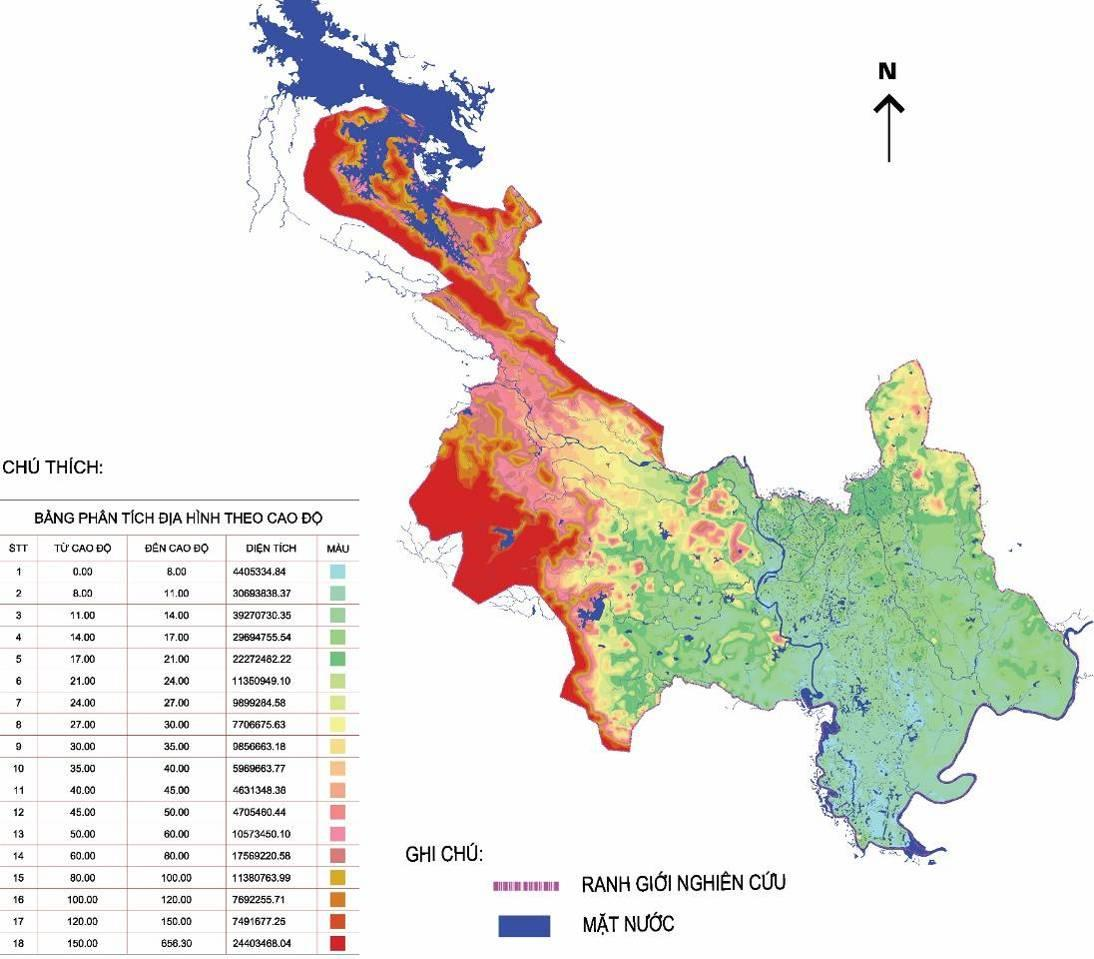 N
CHÚ THÍCH:
BẢNG PHÂN TÍCH ĐỊA HÌNH THEO CAO ĐỘ
STT TỪ CAO ĐỘ ĐẾN CAO ĐỘ DIỆN TÍCH MÀU
1 0.00 8.00 4405334.84
2 8.00 11.00 30693838.37
3 11.00 14.00 39270730.35
4 14.00 17.00 29694755.54
5 17.00 21.00 22272462.22
6 21.00 24.00 11350949.10
7 24.00 27.00 9899284.58
8 27.00 30.00 7706675.63
9 30.00 35.00 9856663.18
10 35.00 40.00 5969663.77
11 40.00 45.00 4631348.38
12 45.00 50.00 4705460.44
13 50.00 60.00 10573450.10
14 60.00 80.00 17569220.58
15 80.00 100.00 11380763.99
16 100.00 120.00 7692255.71
17 120.00 150.00 7491677.25
18 150.00 656.30 24403468.04
GHI CHÚ:
RANH GIỚI NGHIÊN CỨU
MẶT NƯỚC